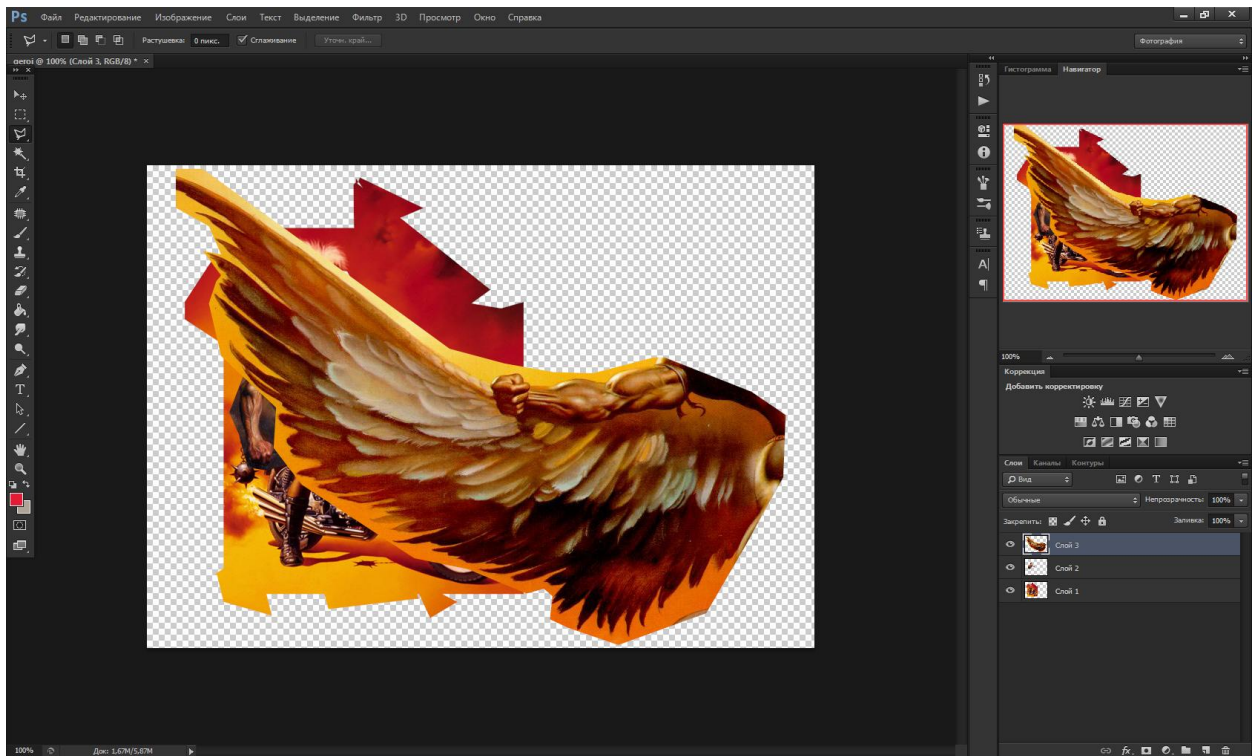 Ps Файл Редактирование Изображение Слои Текст Выделение Фильтр 3D Просмотр Окно Справка
Растушевка: 0 пикс. Сглаживание Уточн. край... Фотография
geroi @ 100% (Слой 3, RGB/8) * ×
Гистограмма Навигатор
100%
Коррекция
Добавить корректировку
Слои Каналы Контуры
Вид
Обычные Непрозрачность: 100%
Закрепить: Заливка: 100%
Слой 3
Слой 2
Слой 1
100% Док: 1,67M/5,87M